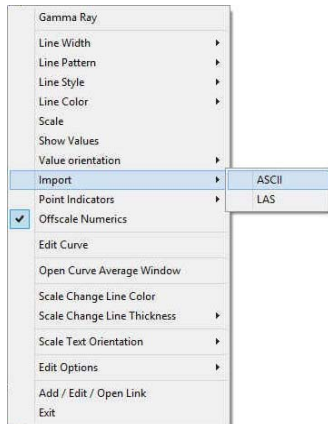 Gamma Ray
Line Width
Line Pattern
Line Style
Line Color
Scale
Show Values
Value orientation
Import
ASCII
Point Indicators
LAS
Offscale Numerics
Edit Curve
Open Curve Average Window
Scale Change Line Color
Scale Change Line Thickness
Scale Text Orientation
Edit Options
Add / Edit / Open Link
Exit